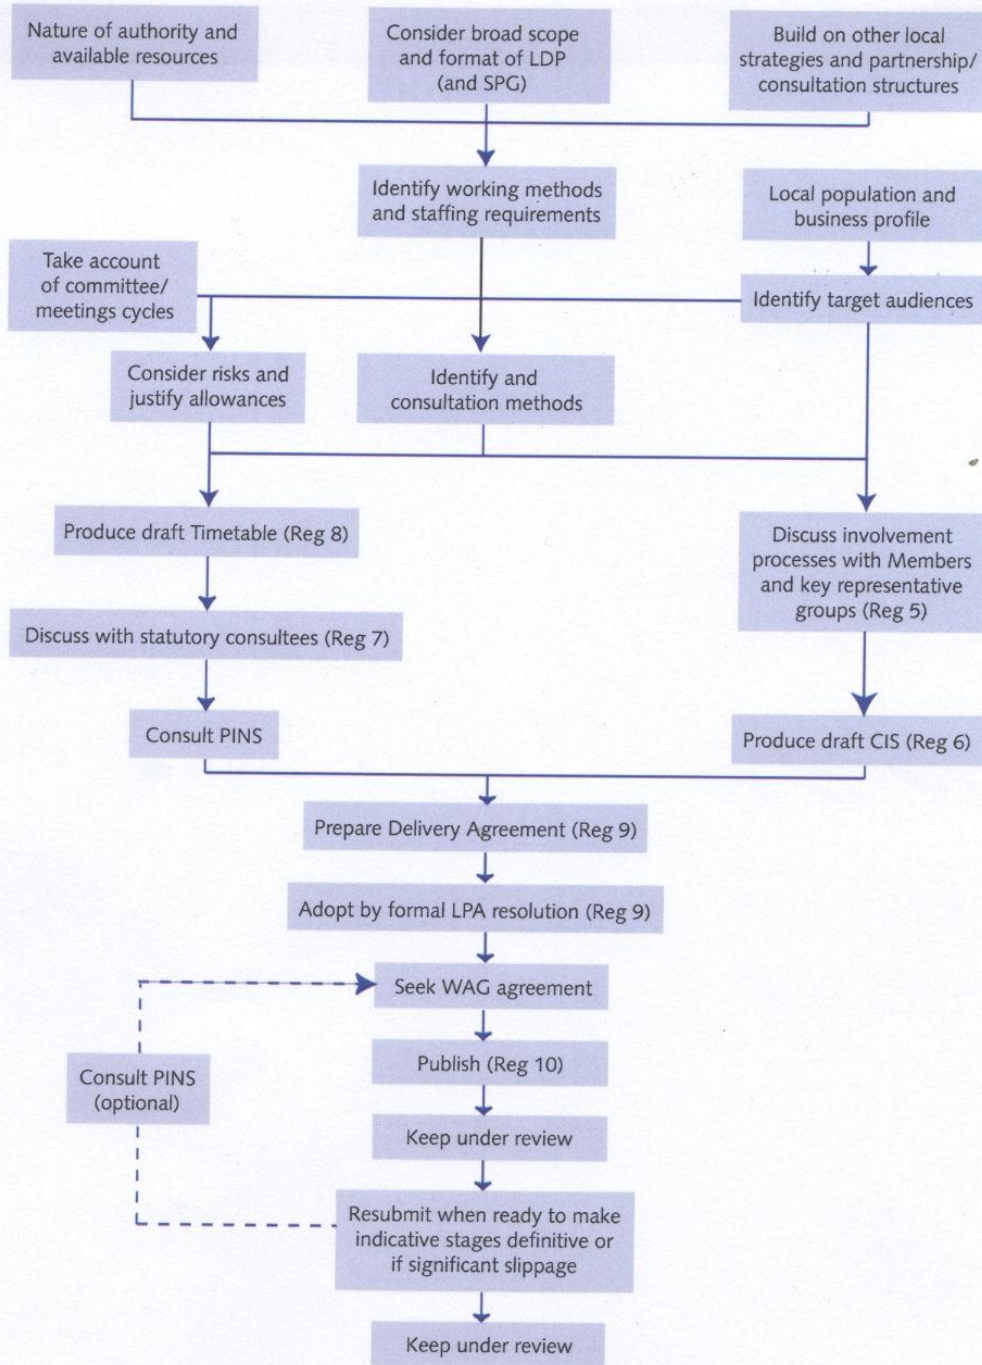 Nature of authority and
available resources
Consider broad scope
and format of LDP
(and SPG)
Build on other local
strategies and partnership/
consultation structures
Identify working methods
and staffing requirements
Local population and
business profile
Take account
of committee/
meetings cycles
Identify target audiences
Consider risks and
justify allowances
Identify and
consultation methods
Produce draft Timetable (Reg 8)
Discuss involvement
processes with Members
and key representative
groups (Reg 5)
Discuss with statutory consultees (Reg 7)
Consult PINS
Produce draft CIS (Reg 6)
Prepare Delivery Agreement (Reg 9)
Adopt by formal LPA resolution (Reg 9)
Seek WAG agreement
Publish (Reg 10)
Consult PINS
(optional)
Keep under review
Resubmit when ready to make
indicative stages definitive or
if significant slippage
Keep under review